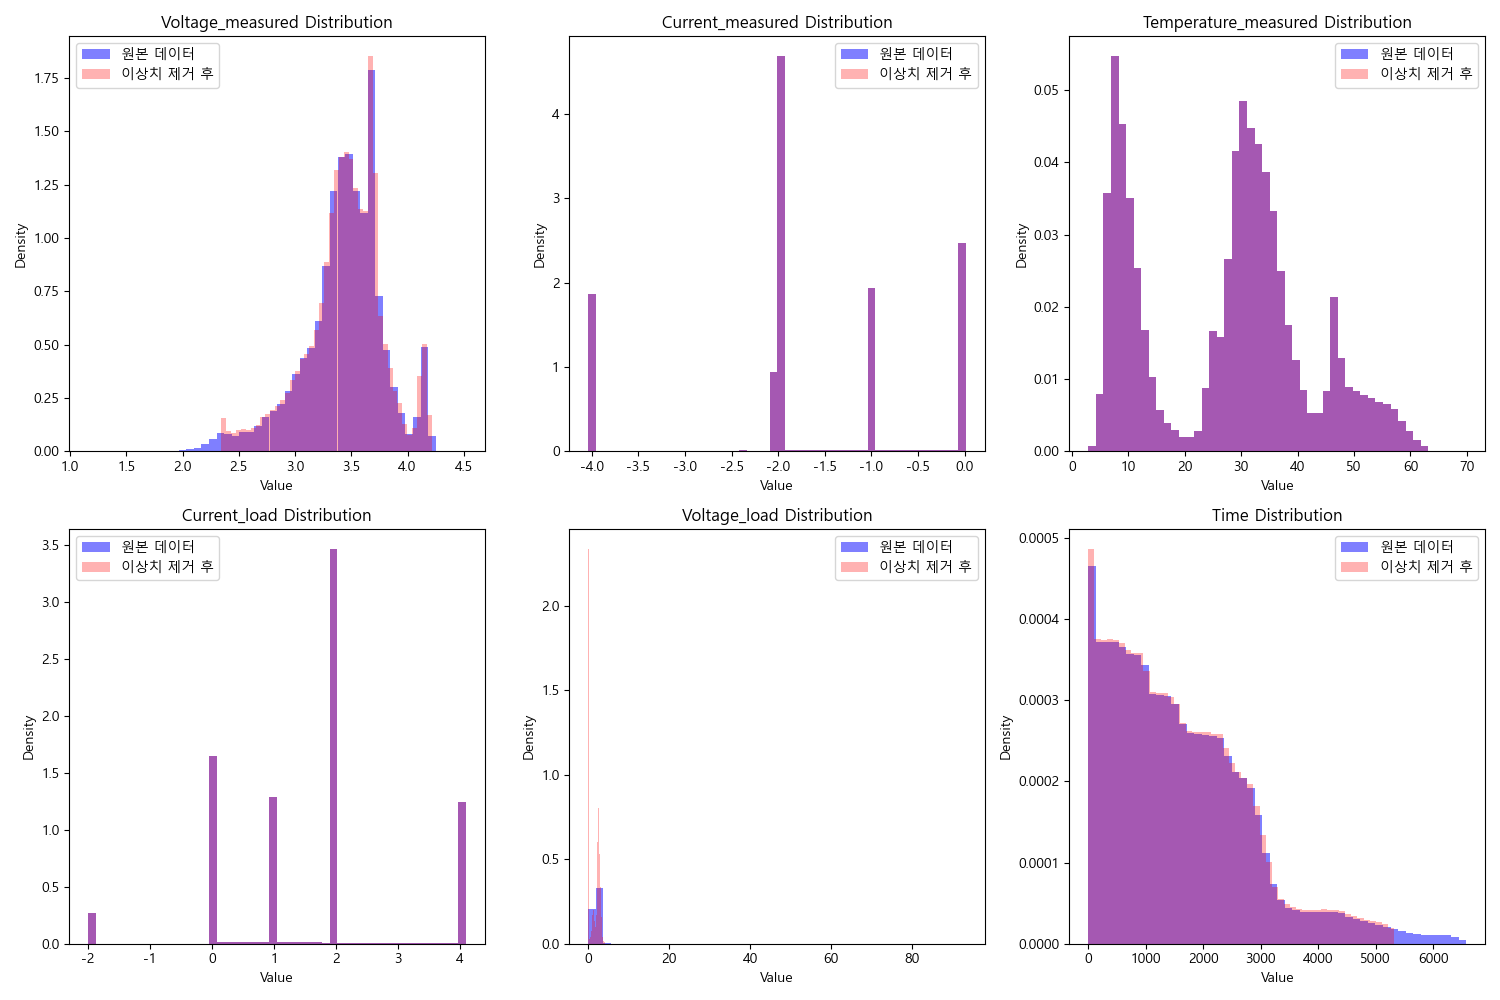 Voltage_measured Distribution
원본 데이터
이상치 제거 후
1.75
1.50
1.25
1.00
0.75
0.50
0.25
0.00
Density
1.0 1.5 2.0 2.5 3.0 3.5 4.0 4.5
Value
Current_measured Distribution
원본 데이터
이상치 제거 후
4
3
2
1
0
Density
-4.0 -3.5 -3.0 -2.5 -2.0 -1.5 -1.0 -0.5 0.0
Value
Temperature_measured Distribution
원본 데이터
이상치 제거 후
0.05
0.04
0.03
0.02
0.01
0.00
Density
0 10 20 30 40 50 60 70
Value
Current_load Distribution
원본 데이터
이상치 제거 후
3.5
3.0
2.5
2.0
1.5
1.0
0.5
0.0
Density
-2 -1 0 1 2 3 4
Value
Voltage_load Distribution
원본 데이터
이상치 제거 후
2.0
1.5
1.0
0.5
0.0
Density
0 20 40 60 80
Value
Time Distribution
원본 데이터
이상치 제거 후
0.0005
0.0004
0.0003
0.0002
0.0001
0.0000
Density
0 1000 2000 3000 4000 5000 6000
Value